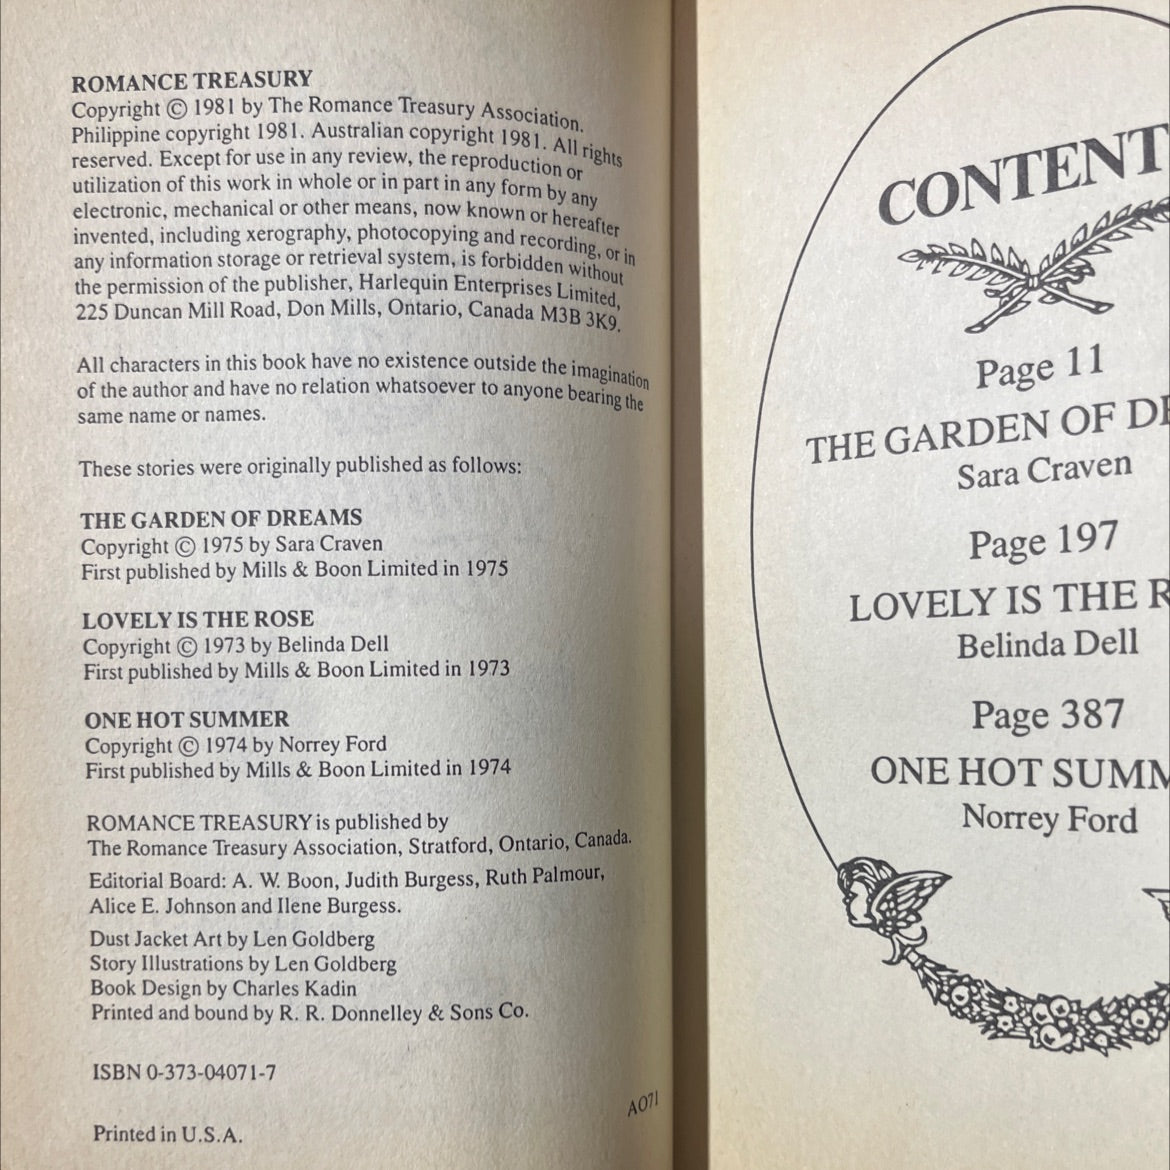 ROMANCE TREASURY
Copyright © 1981 by The Romance Treasury Association.
Philippine copyright 1981. Australian copyright 1981. All rights
reserved. Except for use in any review, the reproduction or
utilization of this work in whole or in part in any form by any
electronic, mechanical or other means, now known or hereafter
invented, including xerography, photocopying and recording, or in
any information storage or retrieval system, is forbidden without
the permission of the publisher, Harlequin Enterprises Limited,
225 Duncan Mill Road, Don Mills, Ontario, Canada M3B 3K9.
All characters in this book have no existence outside the imagination
of the author and have no relation whatsoever to anyone bearing the
same name or names.
These stories were originally published as follows:
THE GARDEN OF DREAMS
Copyright © 1975 by Sara Craven
First published by Mills & Boon Limited in 1975
LOVELY IS THE ROSE
Copyright © 1973 by Belinda Dell
First published by Mills & Boon Limited in 1973
ONE HOT SUMMER
Copyright © 1974 by Norrey Ford
First published by Mills & Boon Limited in 1974
ROMANCE TREASURY is published by
The Romance Treasury Association, Stratford, Ontario, Canada.
Editorial Board: A. W. Boon, Judith Burgess, Ruth Palmour,
Alice E. Johnson and Ilene Burgess.
Dust Jacket Art by Len Goldberg
Story Illustrations by Len Goldberg
Book Design by Charles Kadin
Printed and bound by R. R. Donnelley & Sons Co.
ISBN 0-373-04071-7
A071
Printed in U.S.A.
CONTENT
Page 11
THE GARDEN OF DRE
Sara Craven
Page 197
LOVELY IS THE R
Belinda Dell
Page 387
ONE HOT SUMM
Norrey Ford